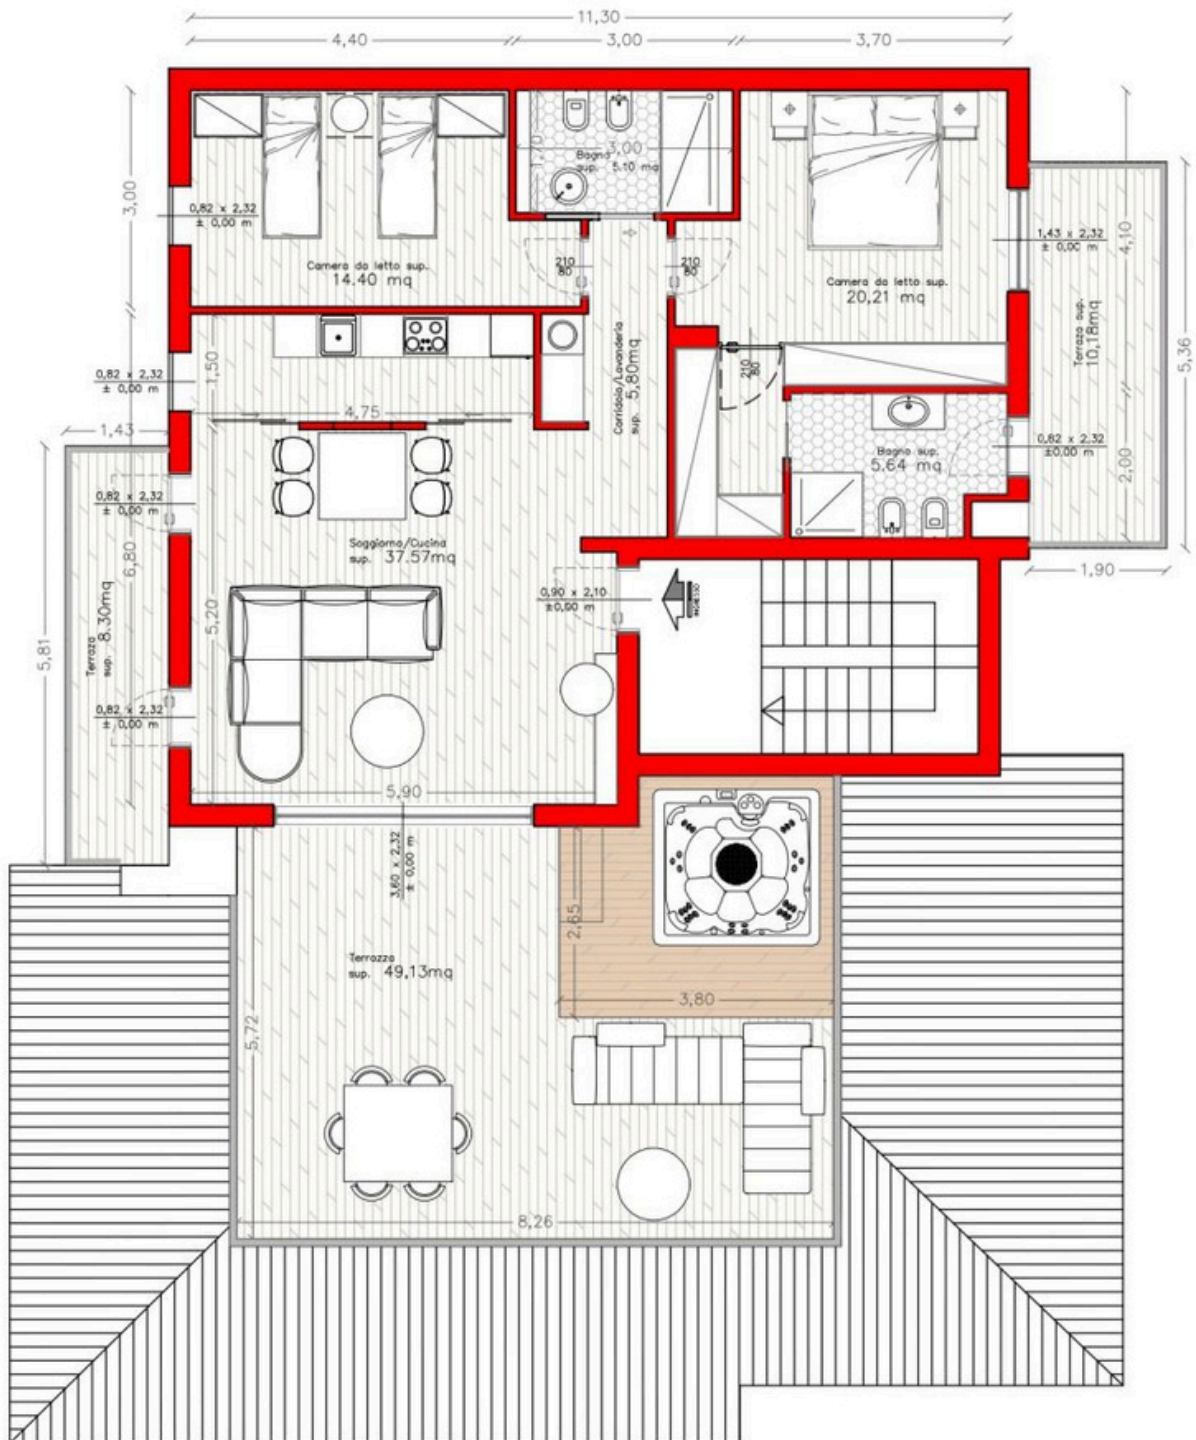 11,30
4,40
3,00
3,70
3,00
3,00
Bagno
sup. 5.10 mq
0,82 x 2,32
± 0,00 m
Camera da letto sup.
14.40 mq
210
80
210
80
Camera da letto sup.
20,21 mq
1,43 x 2,32
± 0,00 m
4,10
Terrazo sup.
10,18mq
5,36
1,50
Corridoio/Lavanderia
sup. 5,80mq
210
80
0,82 x 2,32
± 0,00 m
4,75
1,43
0,82 x 2,32
±0,00 m
Bagno sup.
5.64 mq
2,00
0,82 x 2,32
± 0,00 m
6,80
Soggiorno/Cucina
sup. 37.57mq
1,90
0,90 x 2,10
±0,00 m
INGRESSO
5,20
Terrazo
sup. 8.30mq
5,81
0,82 x 2,32
± 0,00 m
5,90
3,60 x 2,32
± 0,00 m
2,65
Terrazzo
sup. 49,13mq
3,80
5,72
8,26